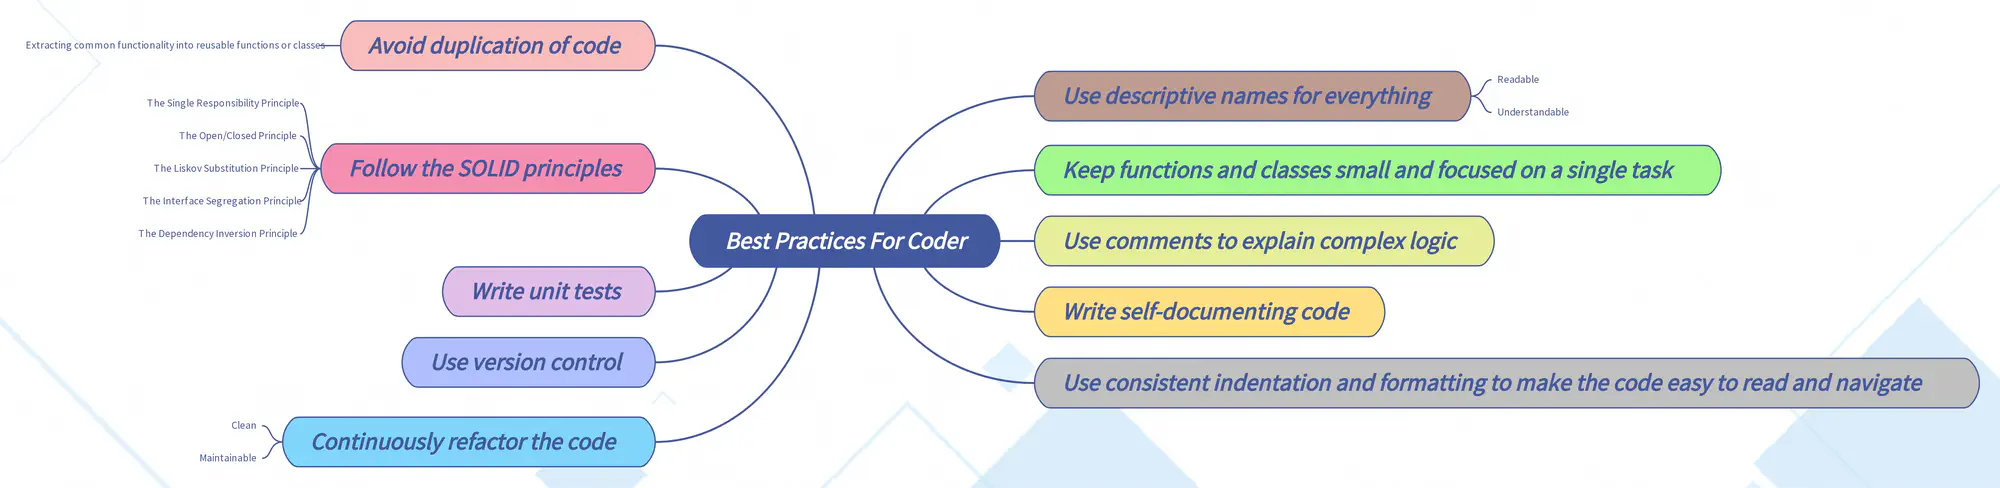 Best Practices For Coder
Use descriptive names for everything
Readable
Understandable
Keep functions and classes small and focused on a single task
Use comments to explain complex logic
Write self-documenting code
Use consistent indentation and formatting to make the code easy to read and navigate
Avoid duplication of code
Extracting common functionality into reusable functions or classes
Follow the SOLID principles
The Single Responsibility Principle
The Open/Closed Principle
The Liskov Substitution Principle
The Interface Segregation Principle
The Dependency Inversion Principle
Write unit tests
Use version control
Continuously refactor the code
Clean
Maintainable